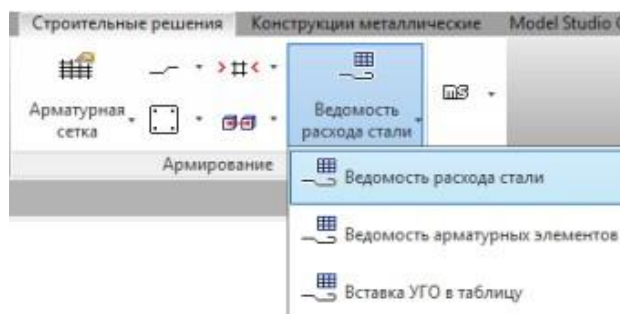 Строительные решения Конструкции металлические Model Studio
Арматурная сетка
Ведомость расхода стали
ms
Армирование
Ведомость расхода стали
Ведомость арматурных элементов
Вставка УГО в таблицу